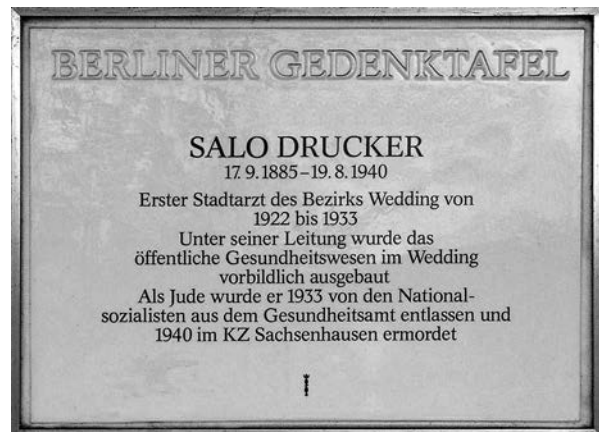 BERLINER GEDENKTAFEL
SALO DRUCKER
17. 9. 1885–19. 8. 1940
Erster Stadtarzt des Bezirks Wedding von
1922 bis 1933
Unter seiner Leitung wurde das
öffentliche Gesundheitswesen im Wedding
vorbildlich ausgebaut
Als Jude wurde er 1933 von den National-
sozialisten aus dem Gesundheitsamt entlassen und
1940 im KZ Sachsenhausen ermordet